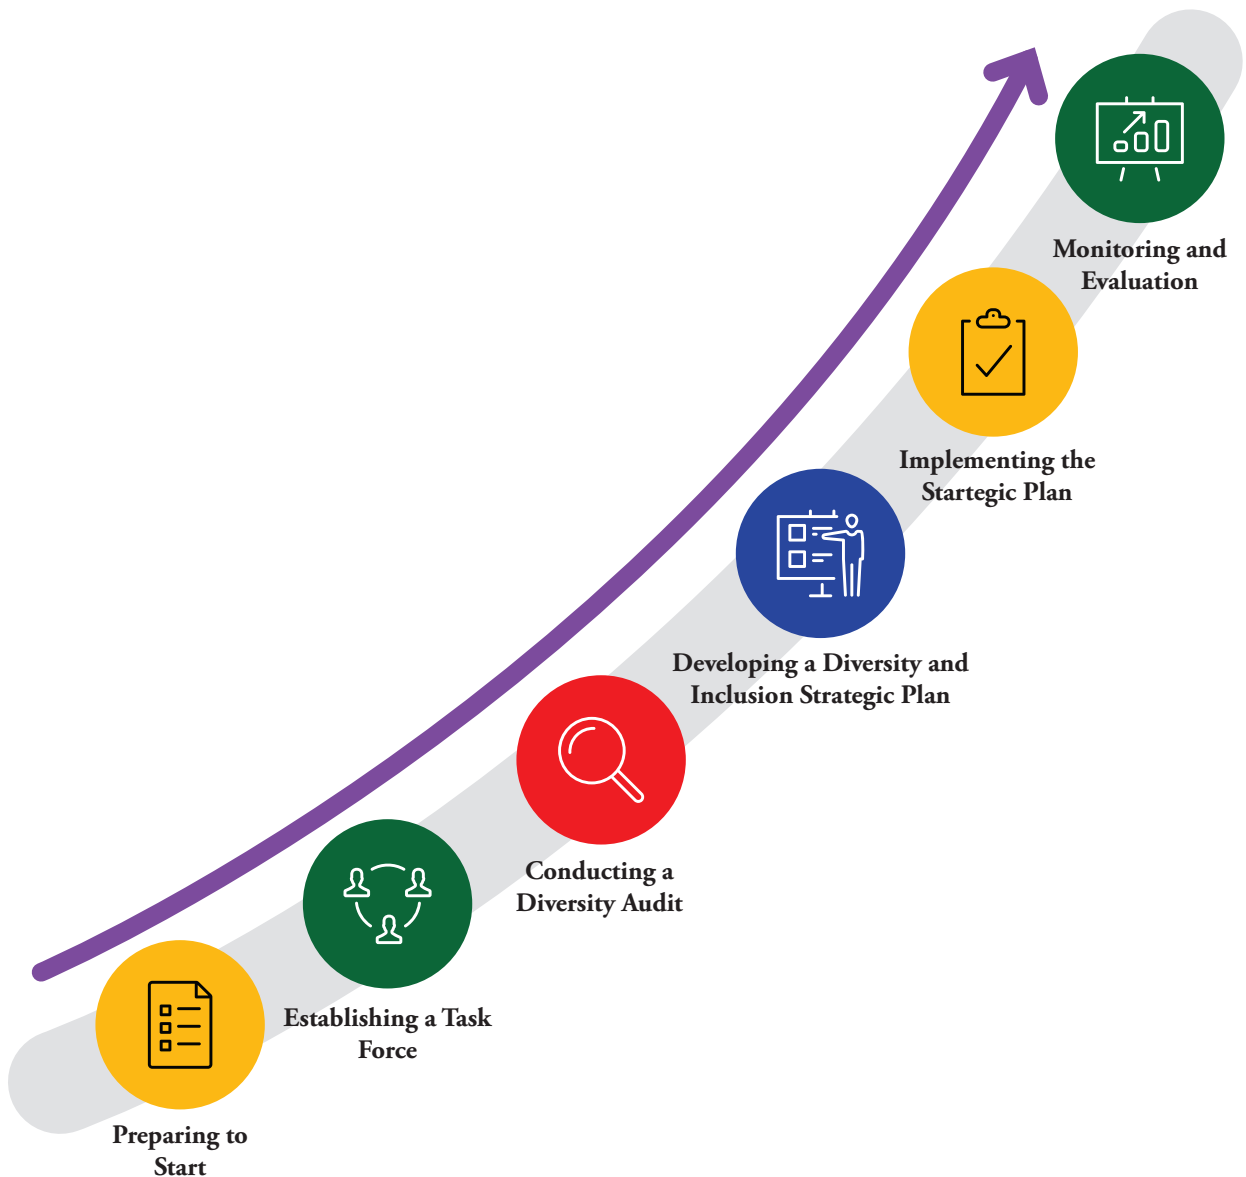 Monitoring and
Evaluation
Implementing the
Startegic Plan
Developing a Diversity and
Inclusion Strategic Plan
Conducting a
Diversity Audit
Establishing a Task
Force
Preparing to
Start